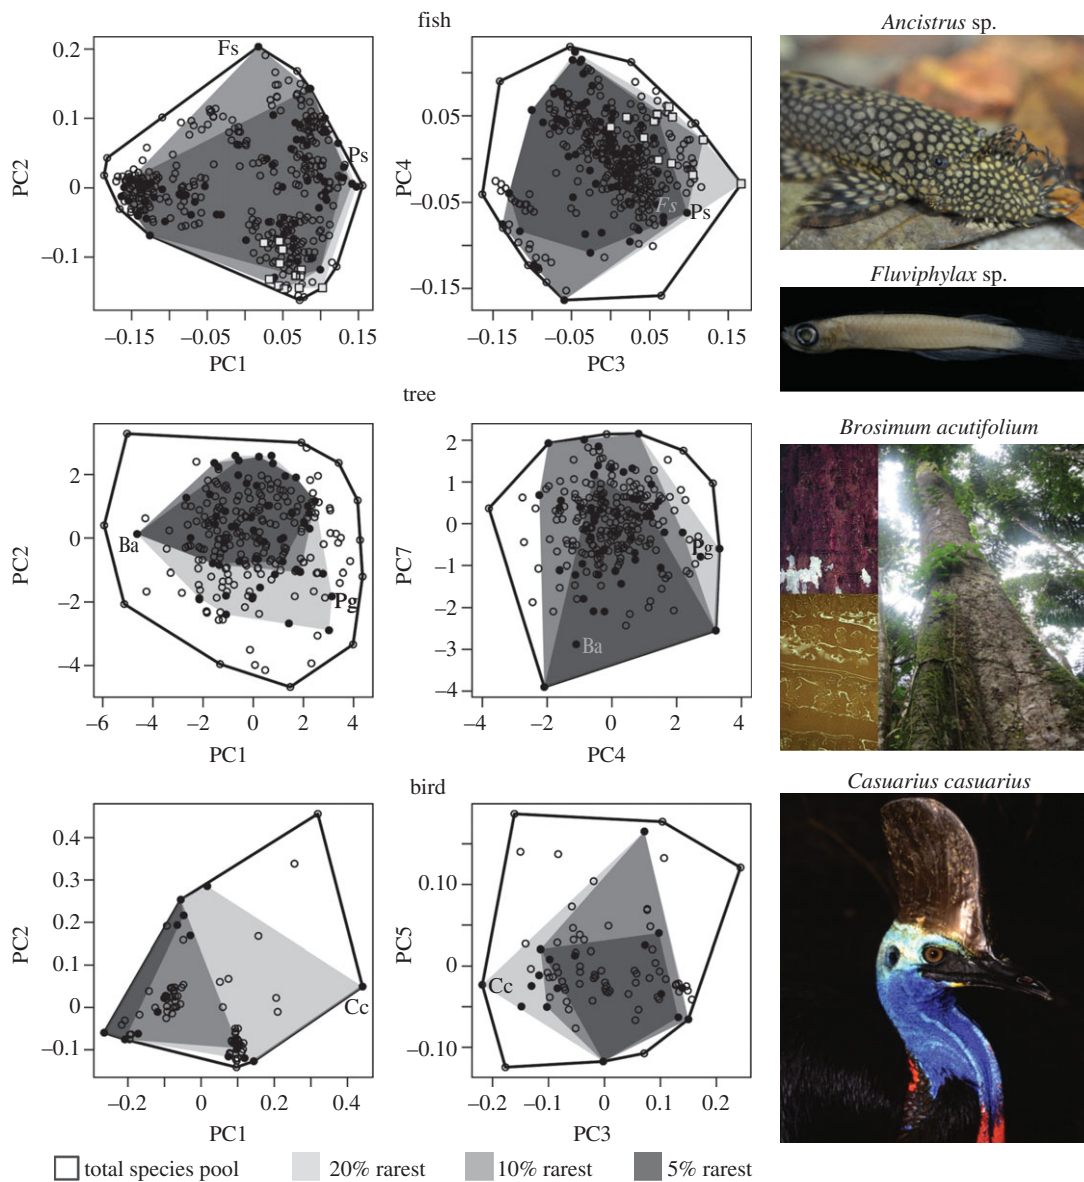 fish
Ancistrus sp.
0.2
0.1
0
–0.1
PC2
Fs
Ps
–0.15
–0.05
0.05
0.15
PC1
0.05
–0.05
–0.15
PC4
Fs
Ps
–0.15
–0.05
0.05
0.15
PC3
Fluviphylax sp.
tree
Brosimum acutifolium
2
0
–2
–4
PC2
Ba
Pg
–6
–4
–2
0
2
4
PC1
2
1
0
–1
–2
–3
–4
PC7
Pg
Ba
–4
–2
0
2
4
PC4
bird
Casuarius casuarius
0.4
0.3
0.2
0.1
0
–0.1
PC2
Cc
–0.2
0
0.2
0.4
PC1
0.10
0
–0.10
PC5
Cc
–0.2
–0.1
0
0.1
0.2
PC3
total species pool 20% rarest 10% rarest 5% rarest